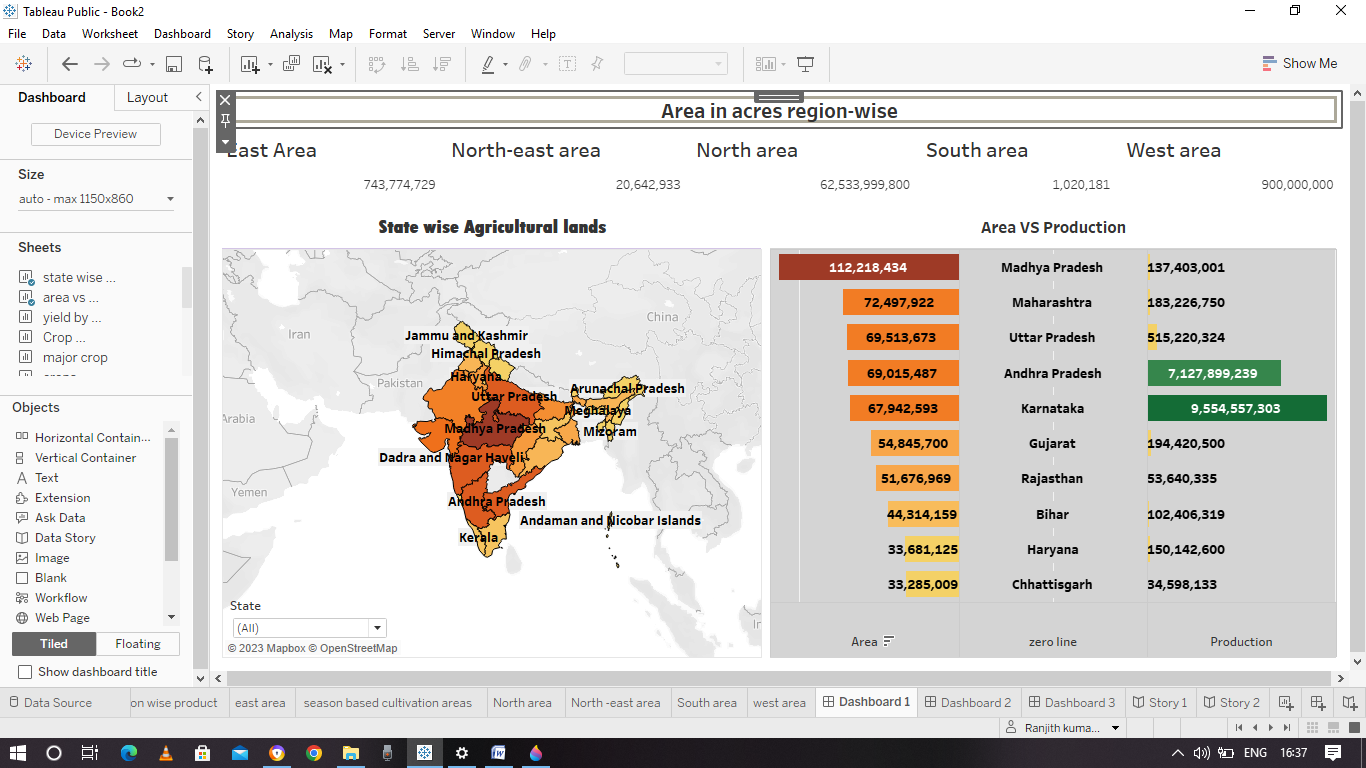 Tableau Public - Book2
File Data Worksheet Dashboard Story Analysis Map Format Server Window Help
Show Me
Dashboard Layout
Device Preview
Size
auto - max 1150x860
Sheets
state wise ...
area vs ...
yield by ...
Crop ...
major crop
Objects
Horizontal Contain...
Vertical Container
Text
Extension
Ask Data
Data Story
Image
Blank
Workflow
Web Page
Tiled Floating
Show dashboard title
Area in acres region-wise
East Area North-east area North area South area West area
743,774,729 20,642,933 62,533,999,800 1,020,181 900,000,000
State wise Agricultural lands
China
Iran
Jammu and Kashmir
Himachal Pradesh
Haryana
Pakistan
Arunachal Pradesh
Uttar Pradesh
Meghalaya
Arabia
Madhya Pradesh
Mizoram
Dadra and Nagar Haveli
Yemen
Andhra Pradesh
Andaman and Nicobar Islands
Kerala
State
(All)
In
© 2023 Mapbox © OpenStreetMap
Area VS Production
112,218,434 Madhya Pradesh 137,403,001
72,497,922 Maharashtra 183,226,750
69,513,673 Uttar Pradesh 515,220,324
69,015,487 Andhra Pradesh 7,127,899,239
67,942,593 Karnataka 9,554,557,303
54,845,700 Gujarat 194,420,500
51,676,969 Rajasthan 53,640,335
44,314,159 Bihar 102,406,319
33,681,125 Haryana 150,142,600
33,285,009 Chhattisgarh 34,598,133
Area zero line Production
Data Source on wise product east area season based cultivation areas North area North -east area South area west area Dashboard 1 Dashboard 2 Dashboard 3 Story 1 Story 2
Ranjith kuma...
ENG 16:37